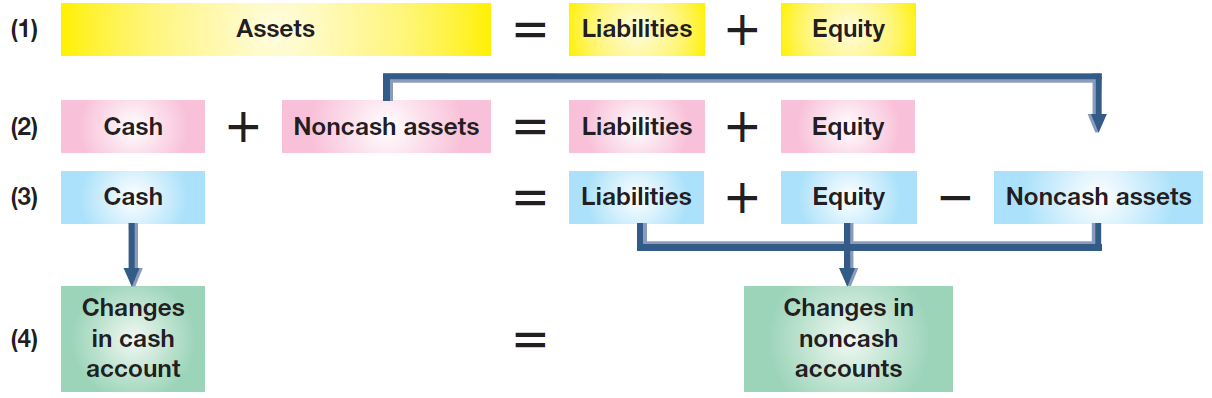 (1) Assets = Liabilities + Equity
(2) Cash + Noncash assets = Liabilities + Equity
(3) Cash = Liabilities + Equity − Noncash assets
(4) Changes
in cash
account
=
Changes in
noncash
accounts